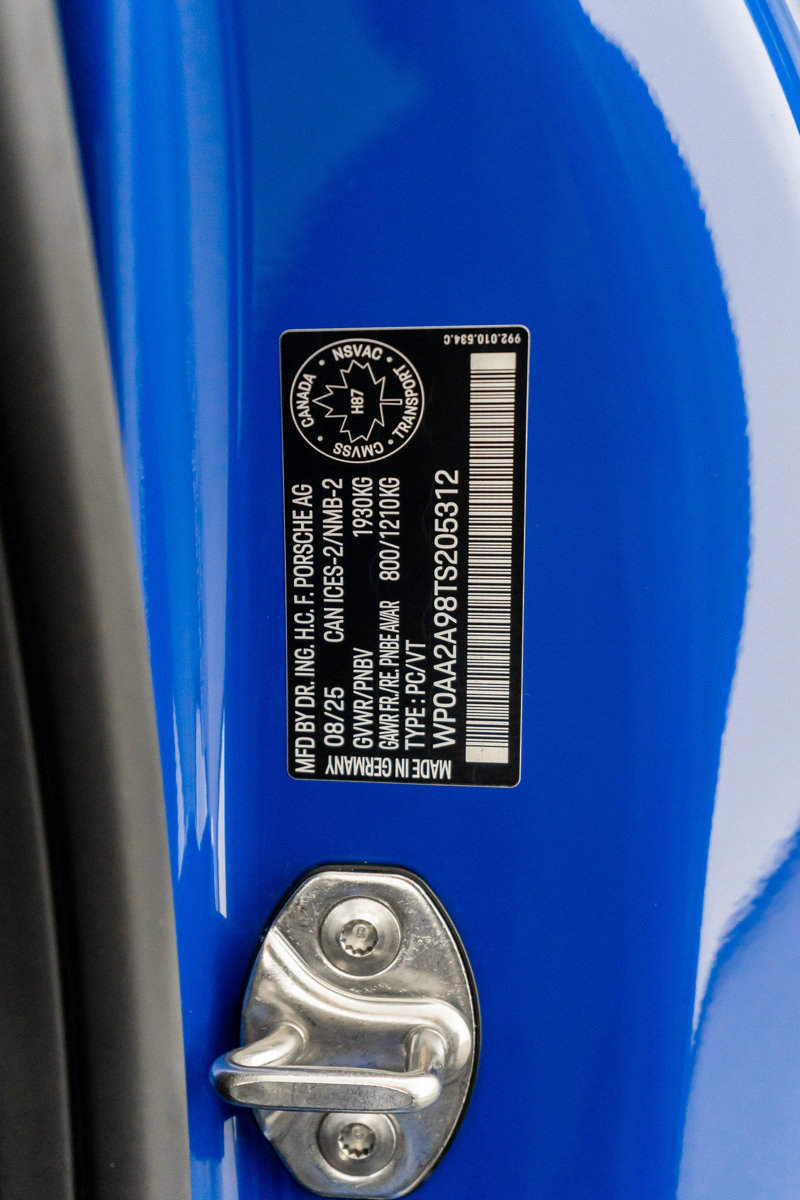 MFD BY DR. ING. H.C. F. PORSCHE AG
08/25 CAN ICES-2/NMB-2
GVWR/PNBV 1930KG
GAWR FR./RE. PNBE AV/AR 800/1210KG
TYPE : PC/VT
WP0AA2A98TS205312
MADE IN GERMANY
CANADA • NSVAC • TRANSPORT • CMVSS •
H87
992.010.534.C